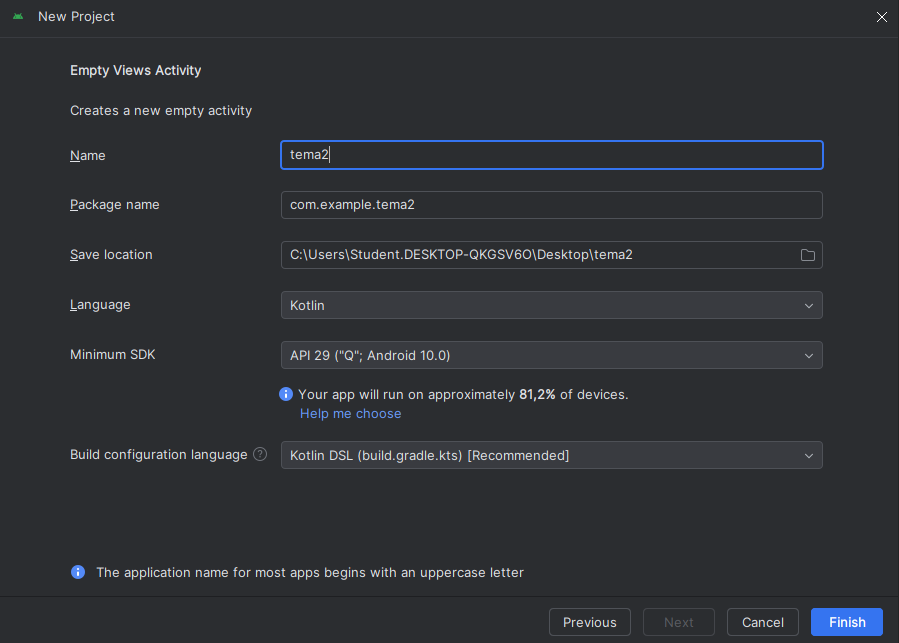 New Project
Empty Views Activity
Creates a new empty activity
Name
tema2
Package name
com.example.tema2
Save location
C:\Users\Student.DESKTOP-QKGSV6O\Desktop\tema2
Language
Kotlin
Minimum SDK
API 29 ("Q"; Android 10.0)
Your app will run on approximately 81,2% of devices.
Help me choose
Build configuration language ?
Kotlin DSL (build.gradle.kts) [Recommended]
The application name for most apps begins with an uppercase letter
Previous
Next
Cancel
Finish